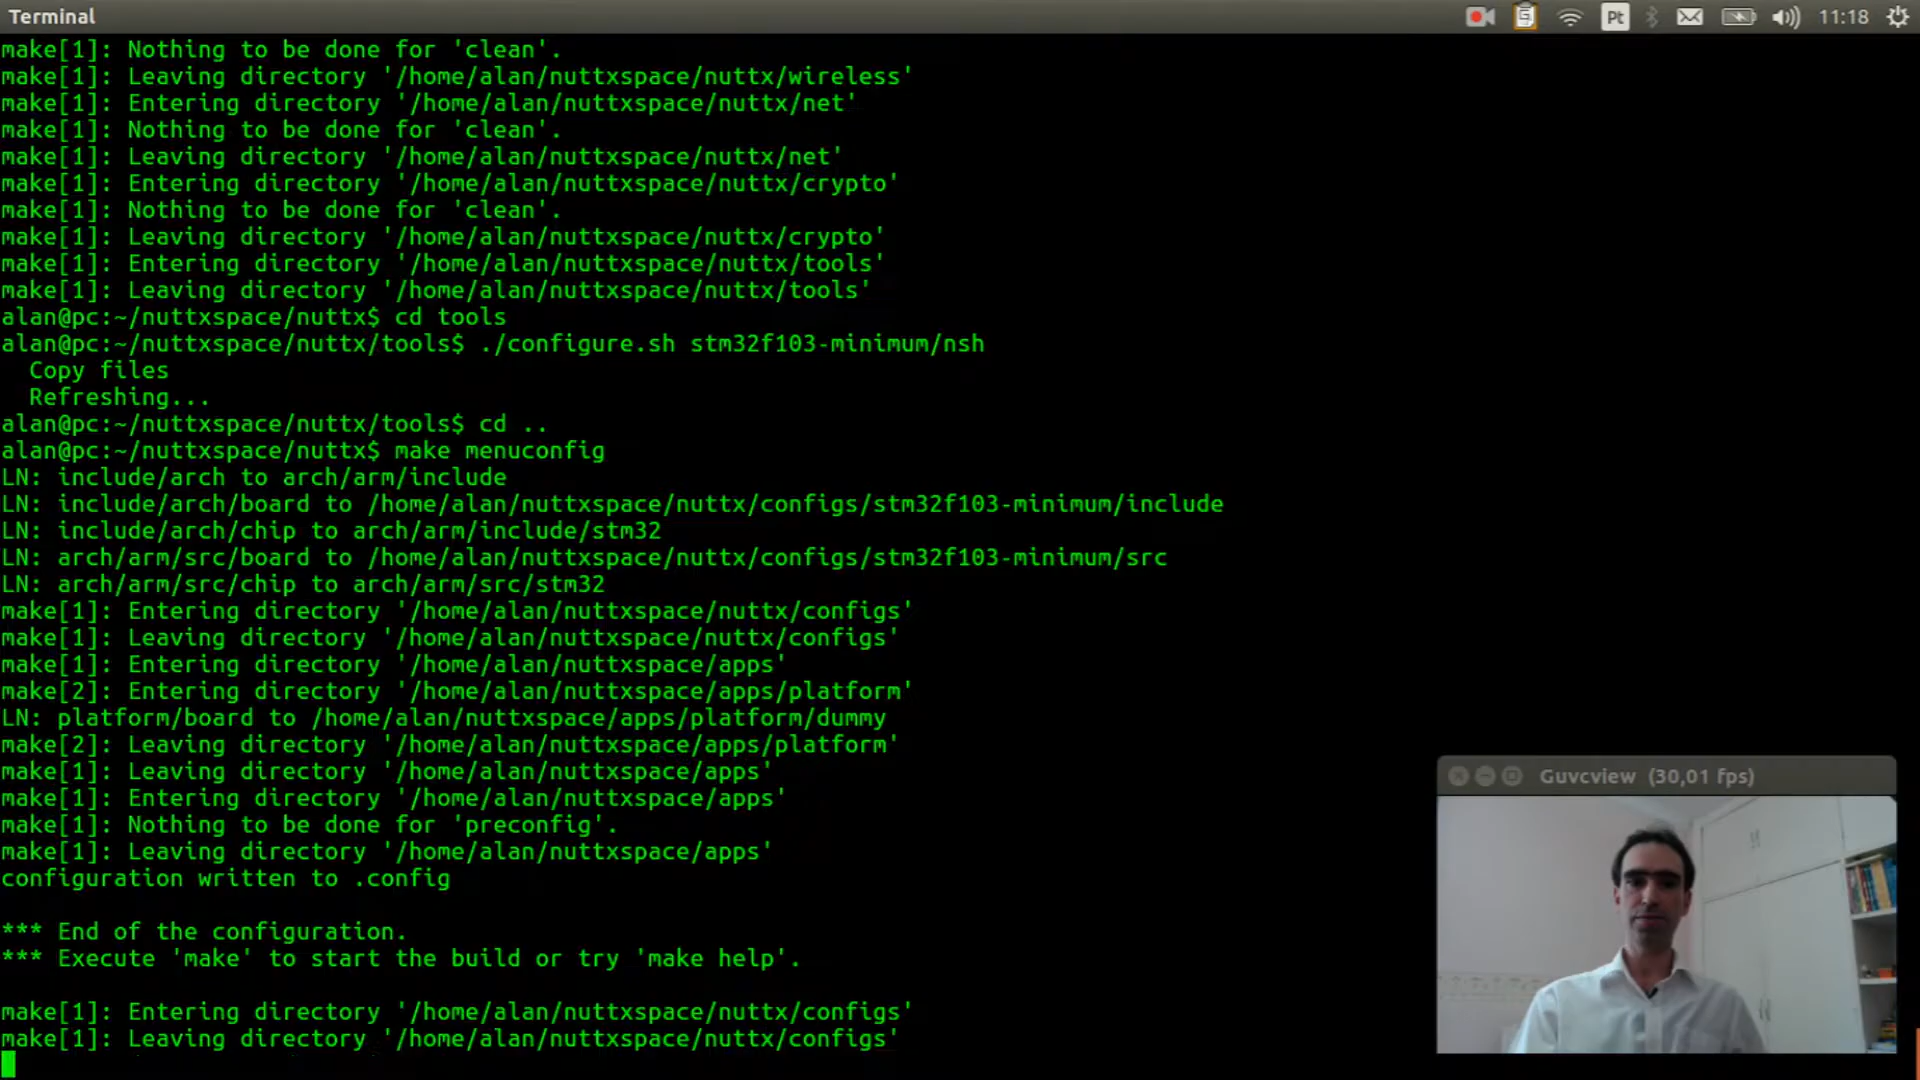 Terminal
Pt
11:18
make[1]: Nothing to be done for 'clean'.
make[1]: Leaving directory '/home/alan/nuttxspace/nuttx/wireless'
make[1]: Entering directory '/home/alan/nuttxspace/nuttx/net'
make[1]: Nothing to be done for 'clean'.
make[1]: Leaving directory '/home/alan/nuttxspace/nuttx/net'
make[1]: Entering directory '/home/alan/nuttxspace/nuttx/crypto'
make[1]: Nothing to be done for 'clean'.
make[1]: Leaving directory '/home/alan/nuttxspace/nuttx/crypto'
make[1]: Entering directory '/home/alan/nuttxspace/nuttx/tools'
make[1]: Leaving directory '/home/alan/nuttxspace/nuttx/tools'
alan@pc:~/nuttxspace/nuttx$ cd tools
alan@pc:~/nuttxspace/nuttx/tools$ ./configure.sh stm32f103-minimum/nsh
  Copy files
  Refreshing...
alan@pc:~/nuttxspace/nuttx/tools$ cd ..
alan@pc:~/nuttxspace/nuttx$ make menuconfig
LN: include/arch to arch/arm/include
LN: include/arch/board to /home/alan/nuttxspace/nuttx/configs/stm32f103-minimum/include
LN: include/arch/chip to arch/arm/include/stm32
LN: arch/arm/src/board to /home/alan/nuttxspace/nuttx/configs/stm32f103-minimum/src
LN: arch/arm/src/chip to arch/arm/src/stm32
make[1]: Entering directory '/home/alan/nuttxspace/nuttx/configs'
make[1]: Leaving directory '/home/alan/nuttxspace/nuttx/configs'
make[1]: Entering directory '/home/alan/nuttxspace/apps'
make[2]: Entering directory '/home/alan/nuttxspace/apps/platform'
LN: platform/board to /home/alan/nuttxspace/apps/platform/dummy
make[2]: Leaving directory '/home/alan/nuttxspace/apps/platform'
make[1]: Leaving directory '/home/alan/nuttxspace/apps'
make[1]: Entering directory '/home/alan/nuttxspace/apps'
make[1]: Nothing to be done for 'preconfig'.
make[1]: Leaving directory '/home/alan/nuttxspace/apps'
configuration written to .config
*** End of the configuration.
*** Execute 'make' to start the build or try 'make help'.
make[1]: Entering directory '/home/alan/nuttxspace/nuttx/configs'
make[1]: Leaving directory '/home/alan/nuttxspace/nuttx/configs'
Guvcview (30,01 fps)